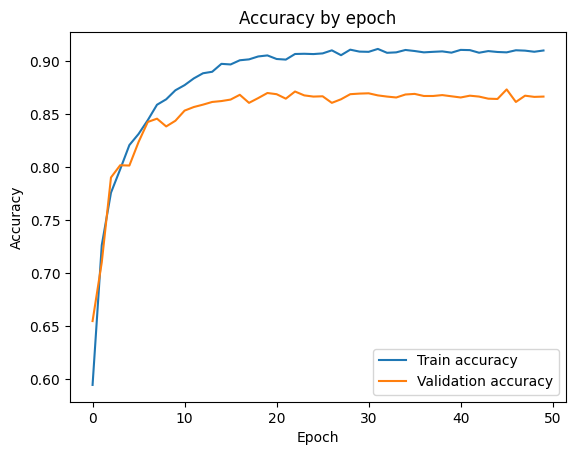 Accuracy by epoch
0.90
0.85
0.80
0.75
0.70
0.65
0.60
Accuracy
0
10
20
30
40
50
Epoch
Train accuracy
Validation accuracy